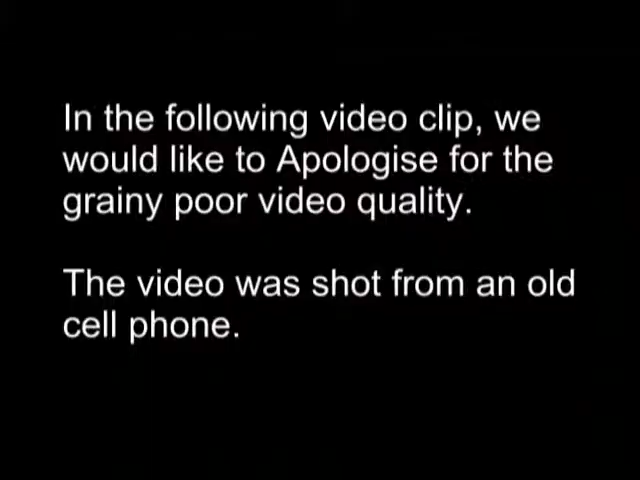 In the following video clip, we
would like to Apologise for the
grainy poor video quality.
The video was shot from an old
cell phone.